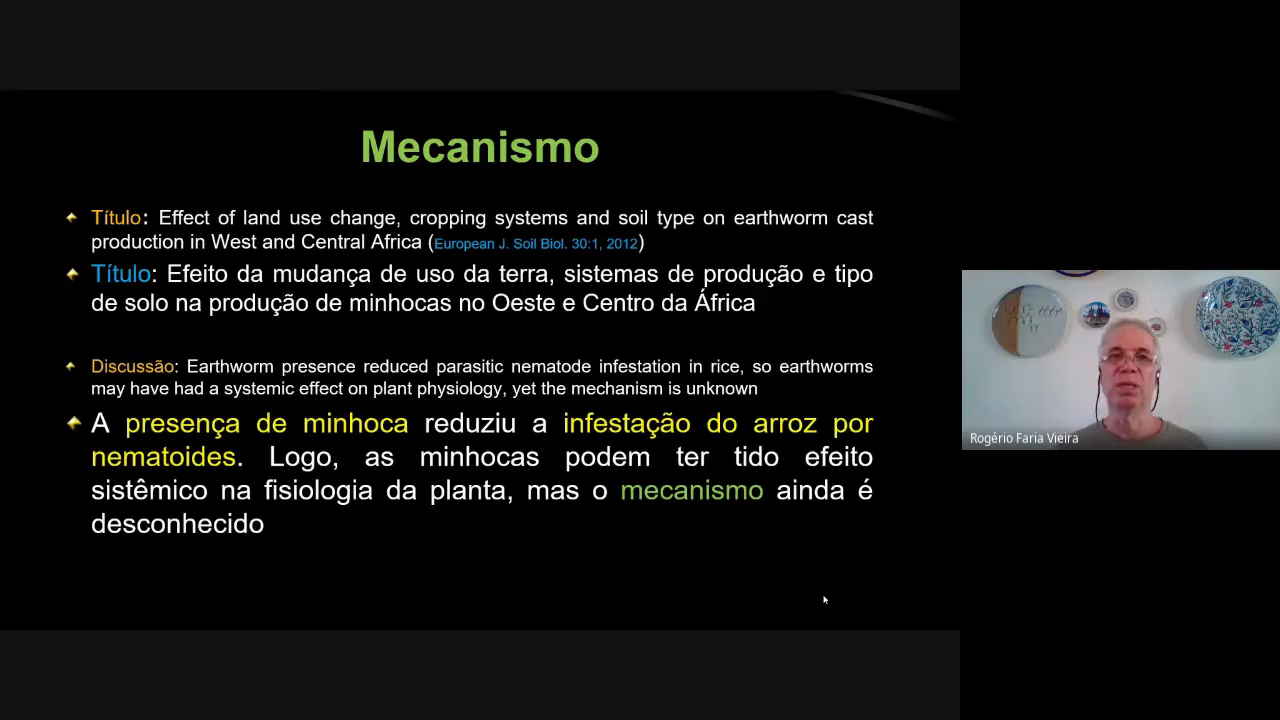 Mecanismo
Título: Effect of land use change, cropping systems and soil type on earthworm cast
production in West and Central Africa (European J. Soil Biol. 30:1, 2012)
Título: Efeito da mudança de uso da terra, sistemas de produção e tipo
de solo na produção de minhocas no Oeste e Centro da África
Discussão: Earthworm presence reduced parasitic nematode infestation in rice, so earthworms
may have had a systemic effect on plant physiology, yet the mechanism is unknown
A presença de minhoca reduziu a infestação do arroz por
nematoides. Logo, as minhocas podem ter tido efeito
sistêmico na fisiologia da planta, mas o mecanismo ainda é
desconhecido
Rogério Faria Vieira